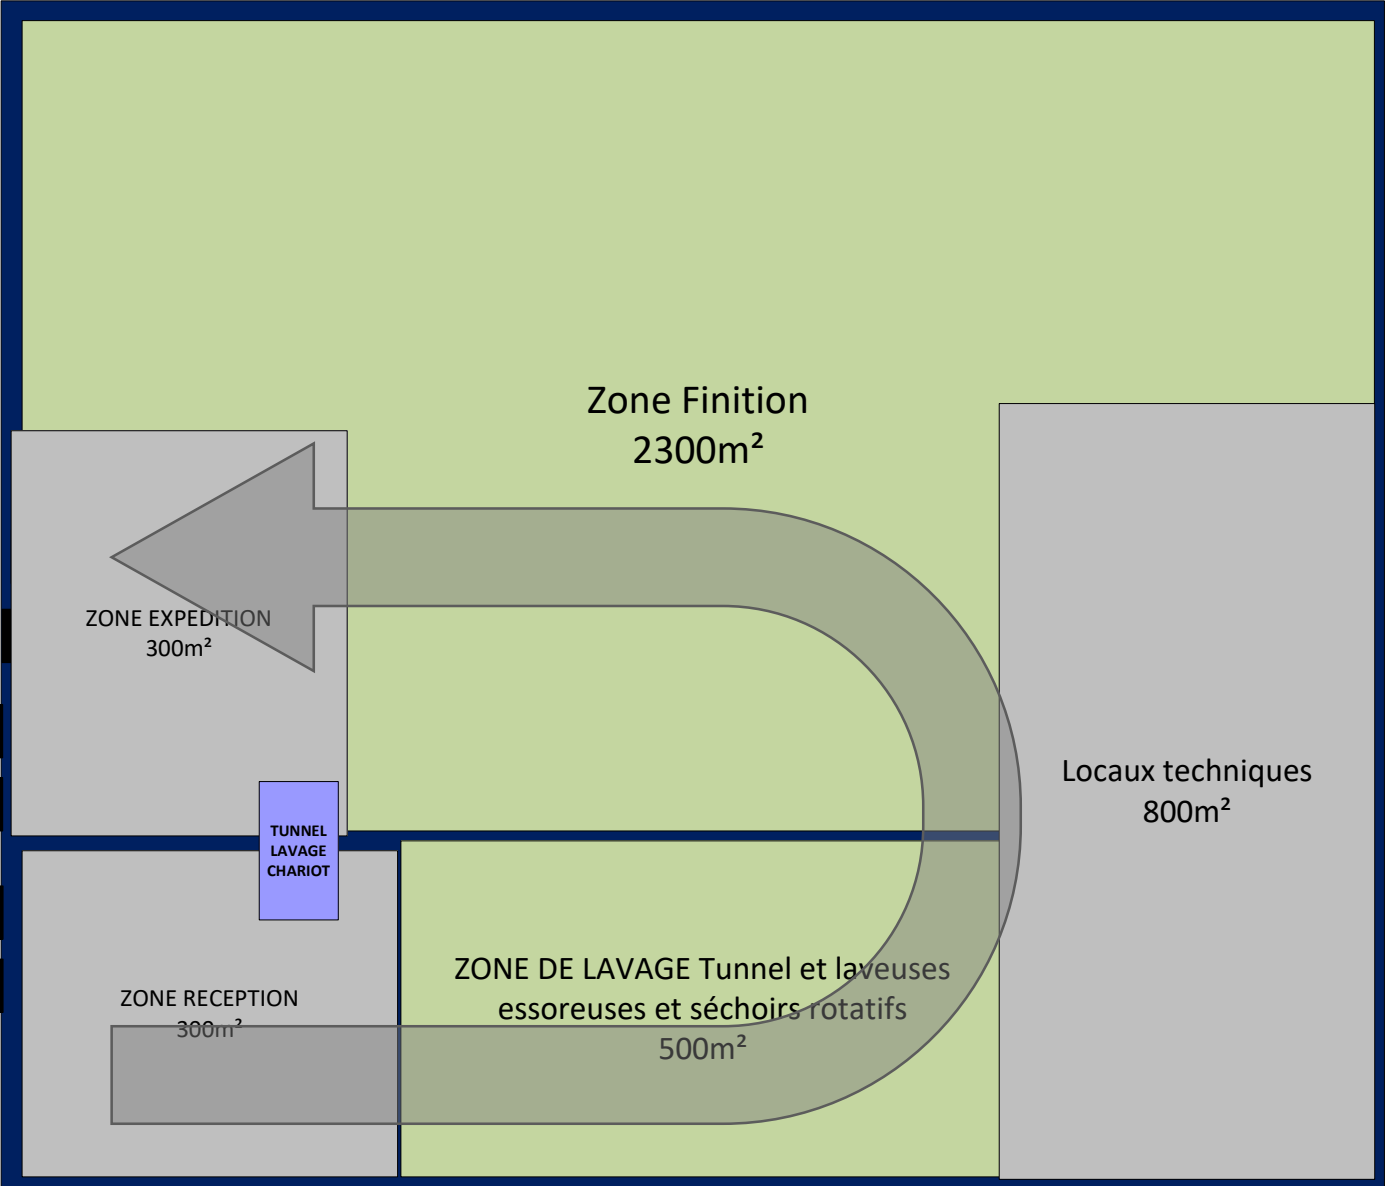 Zone Finition
2300m²
ZONE EXPEDITION
300m²
Locaux techniques
800m²
TUNNEL
LAVAGE
CHARIOT
ZONE DE LAVAGE Tunnel et laveuses
essoreuses et séchoirs rotatifs
500m²
ZONE RECEPTION
300m²